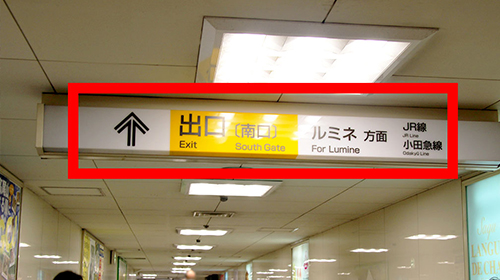 出口〔南口〕
Exit South Gate
ルミネ 方面
For Lumine
JR線
JR Line
小田急線
Odakyū Line